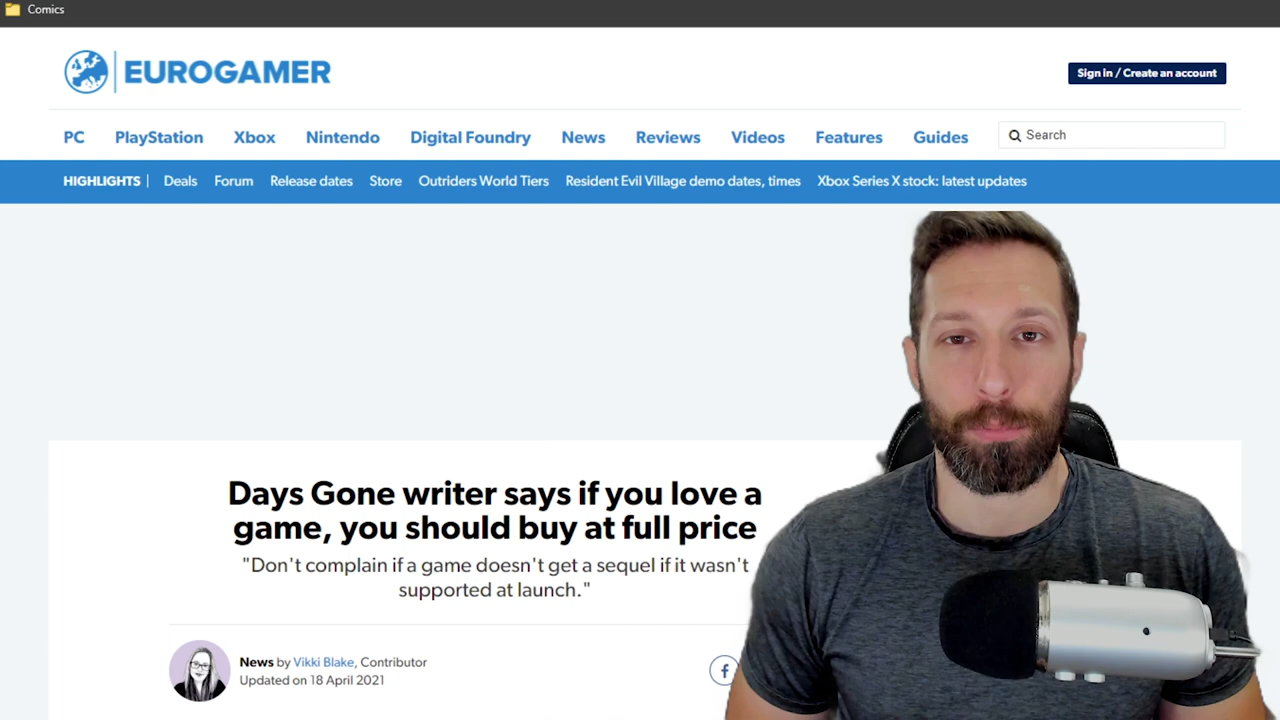 Comics
EUROGAMER
Sign in / Create an account
PC PlayStation Xbox Nintendo Digital Foundry News Reviews Videos Features Guides Search
HIGHLIGHTS | Deals Forum Release dates Store Outriders World Tiers Resident Evil Village demo dates, times Xbox Series X stock: latest updates
Days Gone writer says if you love a
game, you should buy at full price
"Don't complain if a game doesn't get a sequel if it wasn't
supported at launch."
News by Vikki Blake, Contributor
Updated on 18 April 2021
f